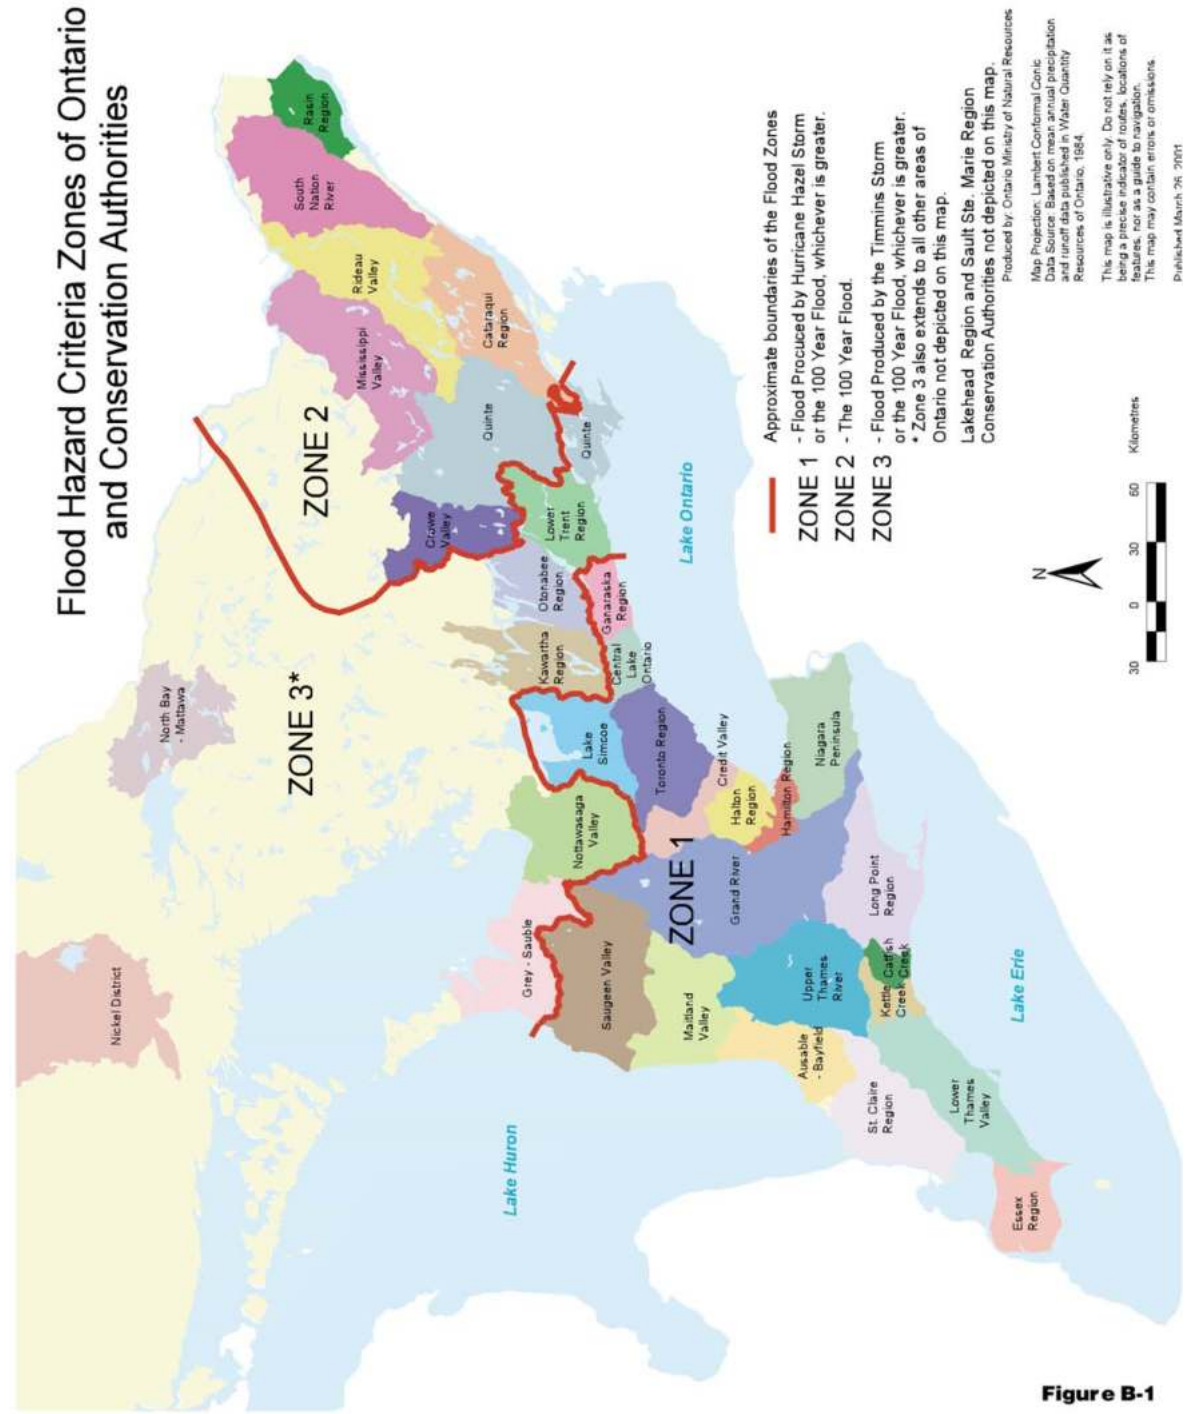 Flood Hazard Criteria Zones of Ontario
and Conservation Authorities
Rasin
Region
South
Nation
River
Rideau
Valley
Mississippi
Valley
Cataraqui
Region
ZONE 2
Quinte
Quinte
Crowe
Valley
Lower
Trent
Region
Otonabee
Region
Ganaraska
Region
Kawartha
Region
Central
Lake
Ontario
North Bay
- Mattawa
ZONE 3*
Lake
Simcoe
Toronto Region
Nottawasaga
Valley
Credit Valley
Halton
Region
Hamilton Region
Niagara
Peninsula
ZONE 1
Grand River
Long Point
Region
Grey - Sauble
Saugeen Valley
Maitland
Valley
Upper
Thames
River
Kettle
Creek
Catfish
Creek
Ausable
- Bayfield
St. Claire
Region
Lower
Thames
Valley
Essex
Region
Nickel District
Lake Ontario
Lake Erie
Lake Huron
Approximate boundaries of the Flood Zones
ZONE 1 - Flood Procuced by Hurricane Hazel Storm
or the 100 Year Flood, whichever is greater.
ZONE 2 - The 100 Year Flood.
ZONE 3 - Flood Produced by the Timmins Storm
or the 100 Year Flood, whichever is greater.
* Zone 3 also extends to all other areas of
Ontario not depicted on this map.
Lakehead Region and Sault Ste. Marie Region
Conservation Authorities not depicted on this map.
Produced by: Ontario Ministry of Natural Resources
Map Projection: Lambert Conformal Conic
Data Source: Based on mean annual precipitation
and runoff data published in Water Quantity
Resources of Ontario, 1984.
This map is illustrative only. Do not rely on it as
being a precise indicator of routes, locations of
features, nor as a guide to navigation.
This map may contain errors or omissions.
Published March 26, 2001
N
30 0 30 60 Kilometres
Figure B-1